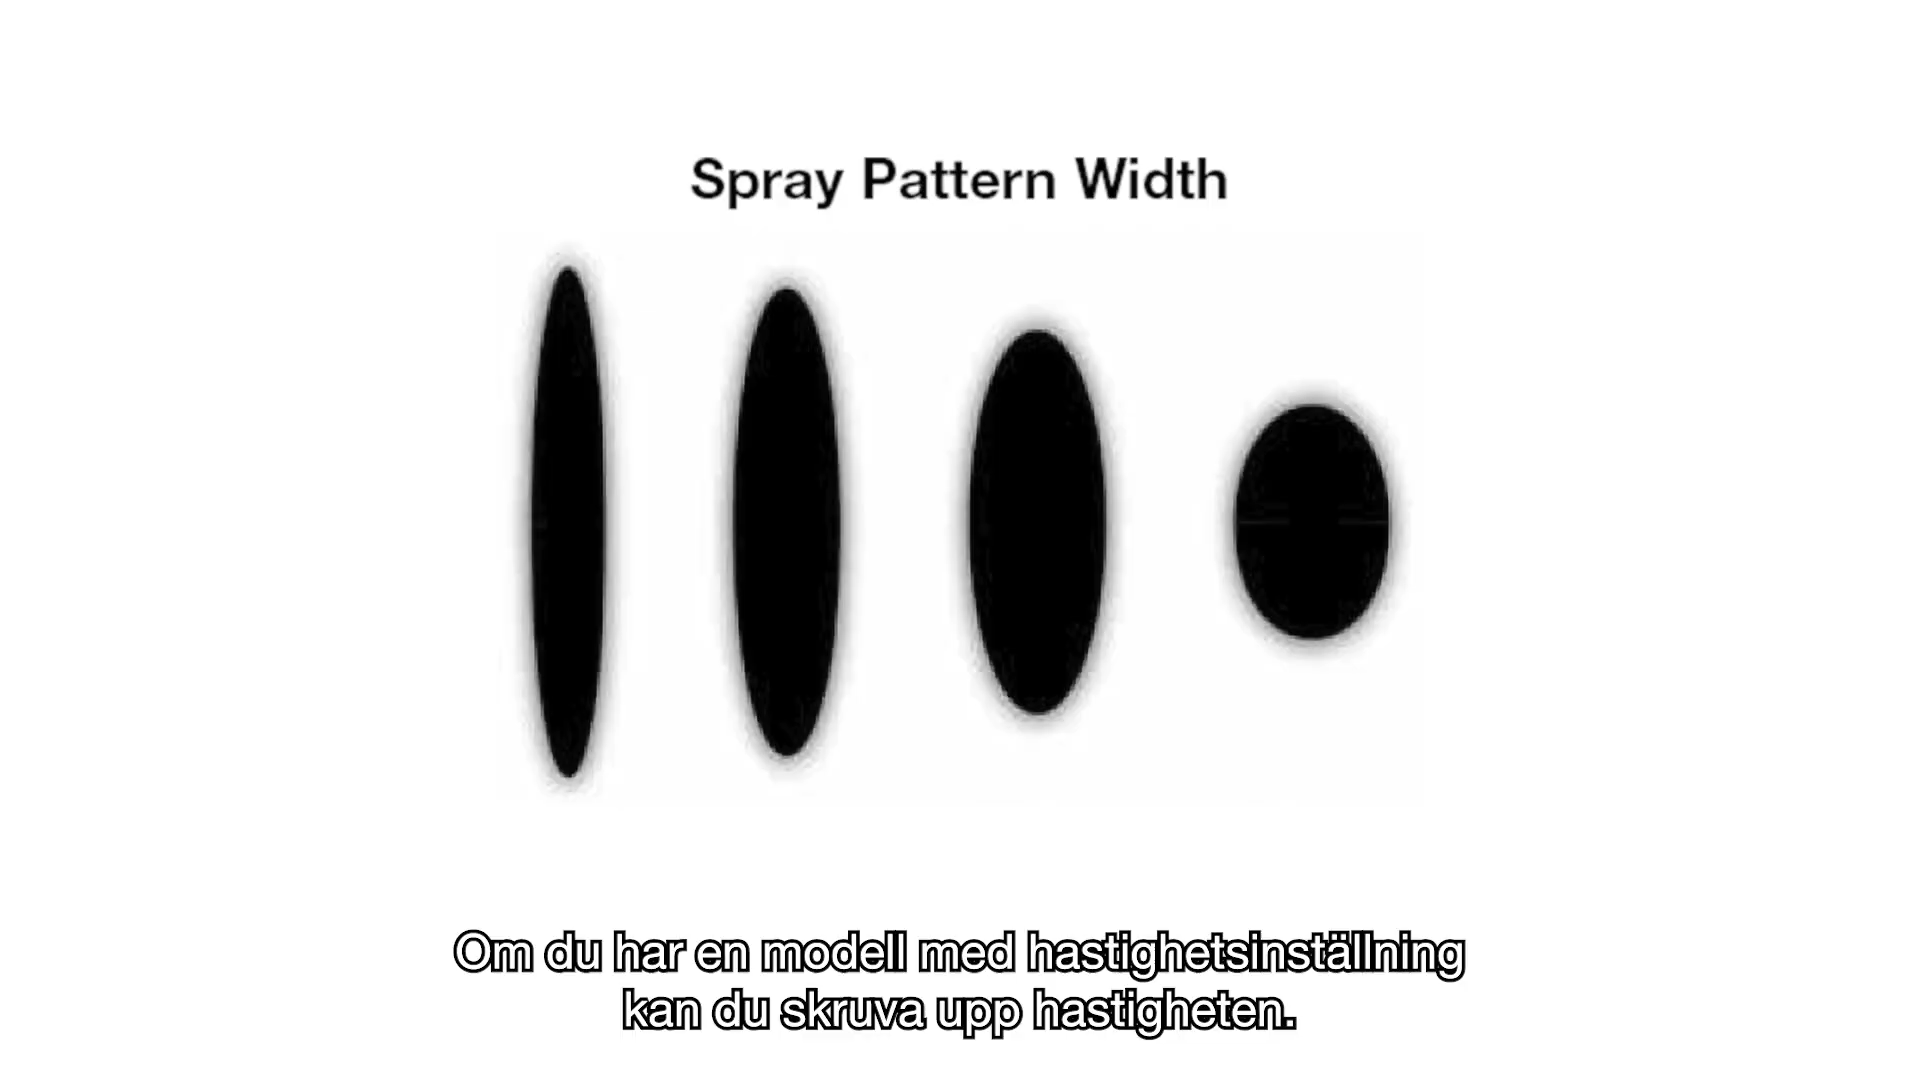 Spray Pattern Width
Om du har en modell med hastighetsinställning
kan du skruva upp hastigheten.